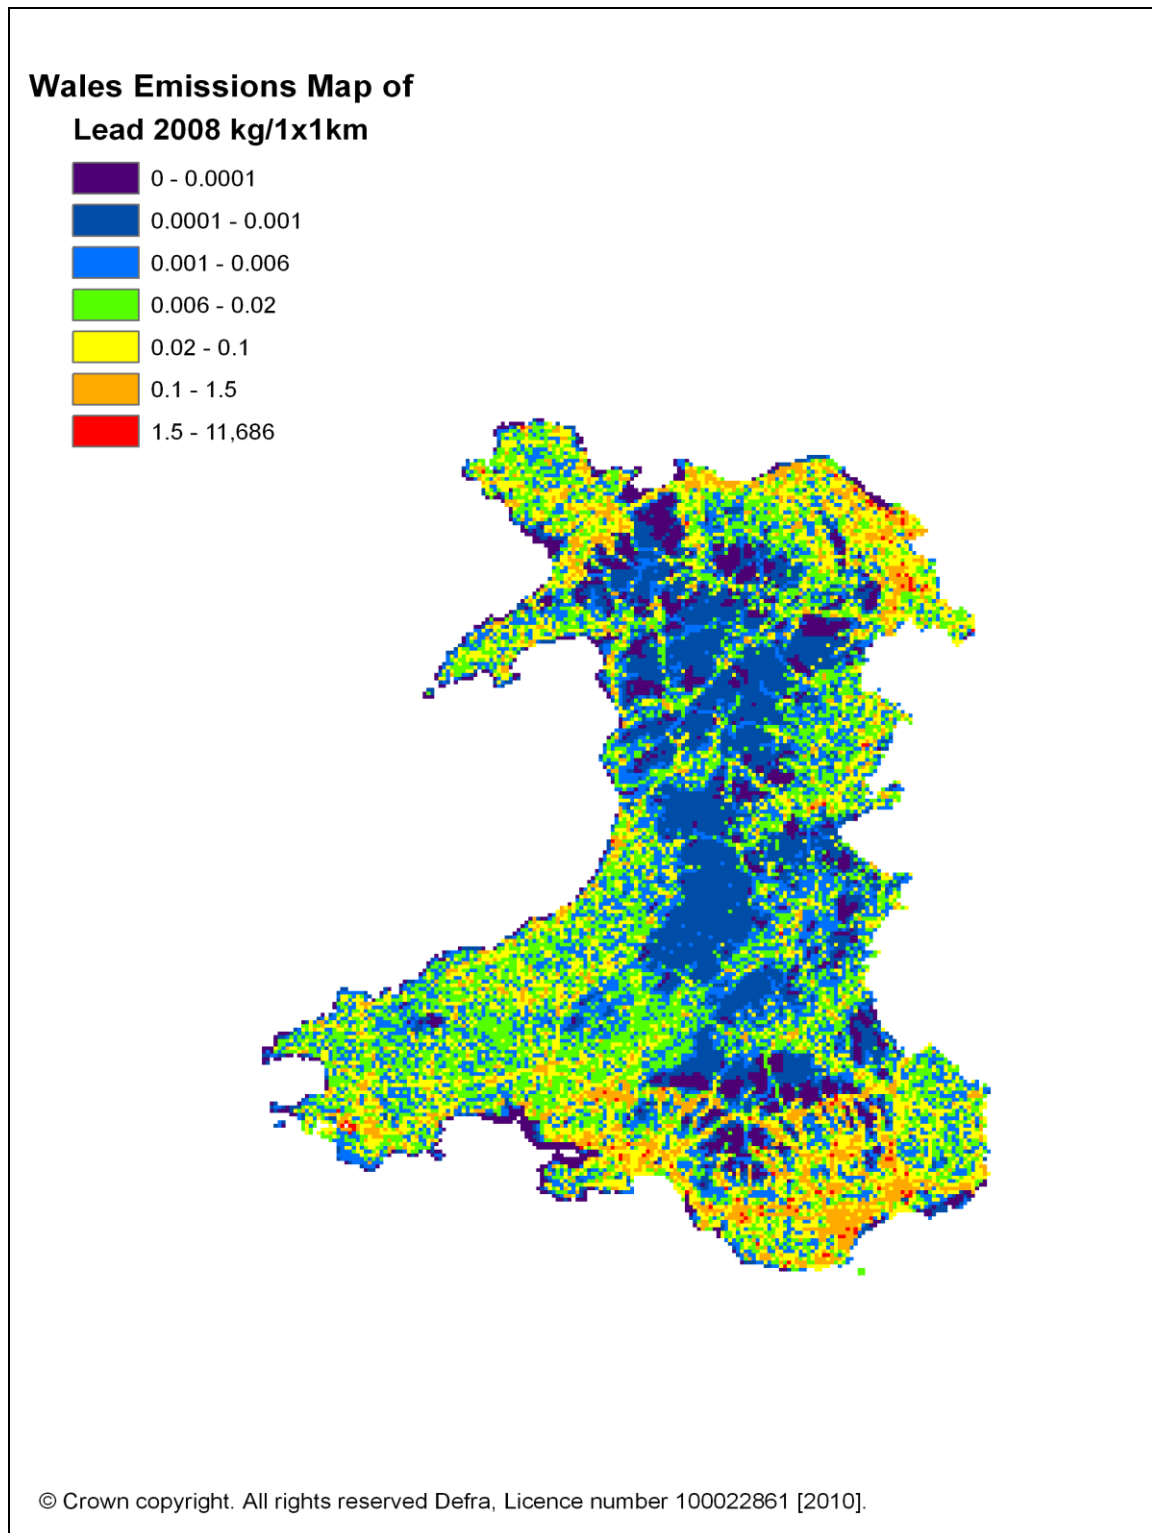 Wales Emissions Map of
Lead 2008 kg/1x1km
0 - 0.0001
0.0001 - 0.001
0.001 - 0.006
0.006 - 0.02
0.02 - 0.1
0.1 - 1.5
1.5 - 11,686
© Crown copyright. All rights reserved Defra, Licence number 100022861 [2010].